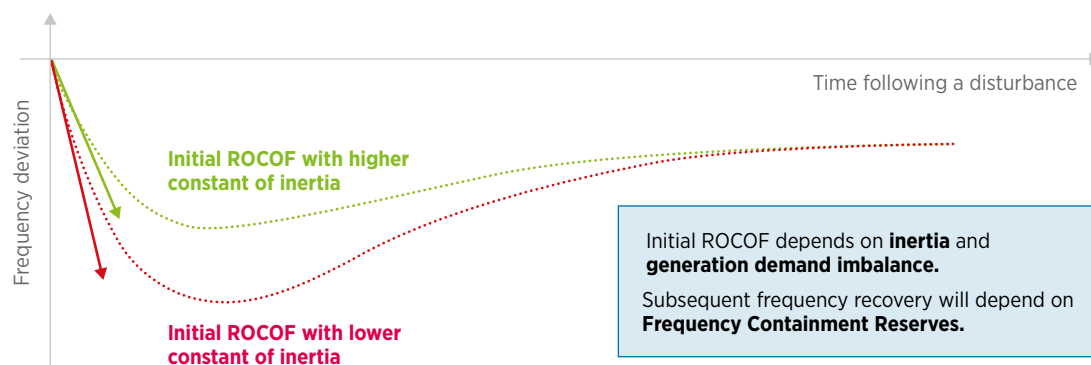 Time following a disturbance
Frequency deviation
Initial ROCOF with higher
constant of inertia
Initial ROCOF depends on inertia and
generation demand imbalance.
Subsequent frequency recovery will depend on
Frequency Containment Reserves.
Initial ROCOF with lower
constant of inertia